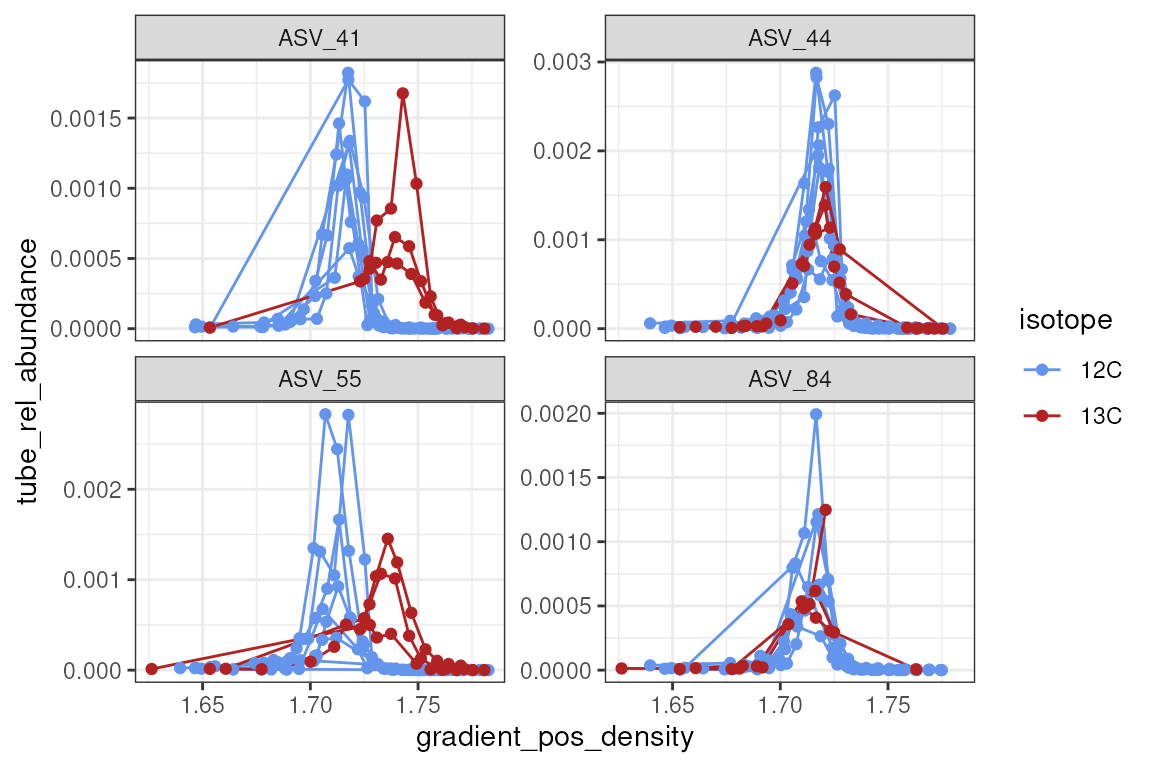 ASV_41
ASV_44
0.0015
0.0010
0.0005
0.0000
0.003
0.002
0.001
0.000
ASV_55
ASV_84
0.002
0.001
0.000
0.0020
0.0015
0.0010
0.0005
0.0000
1.65 1.70 1.75
1.65 1.70 1.75
gradient_pos_density
tube_rel_abundance
isotope
12C
13C